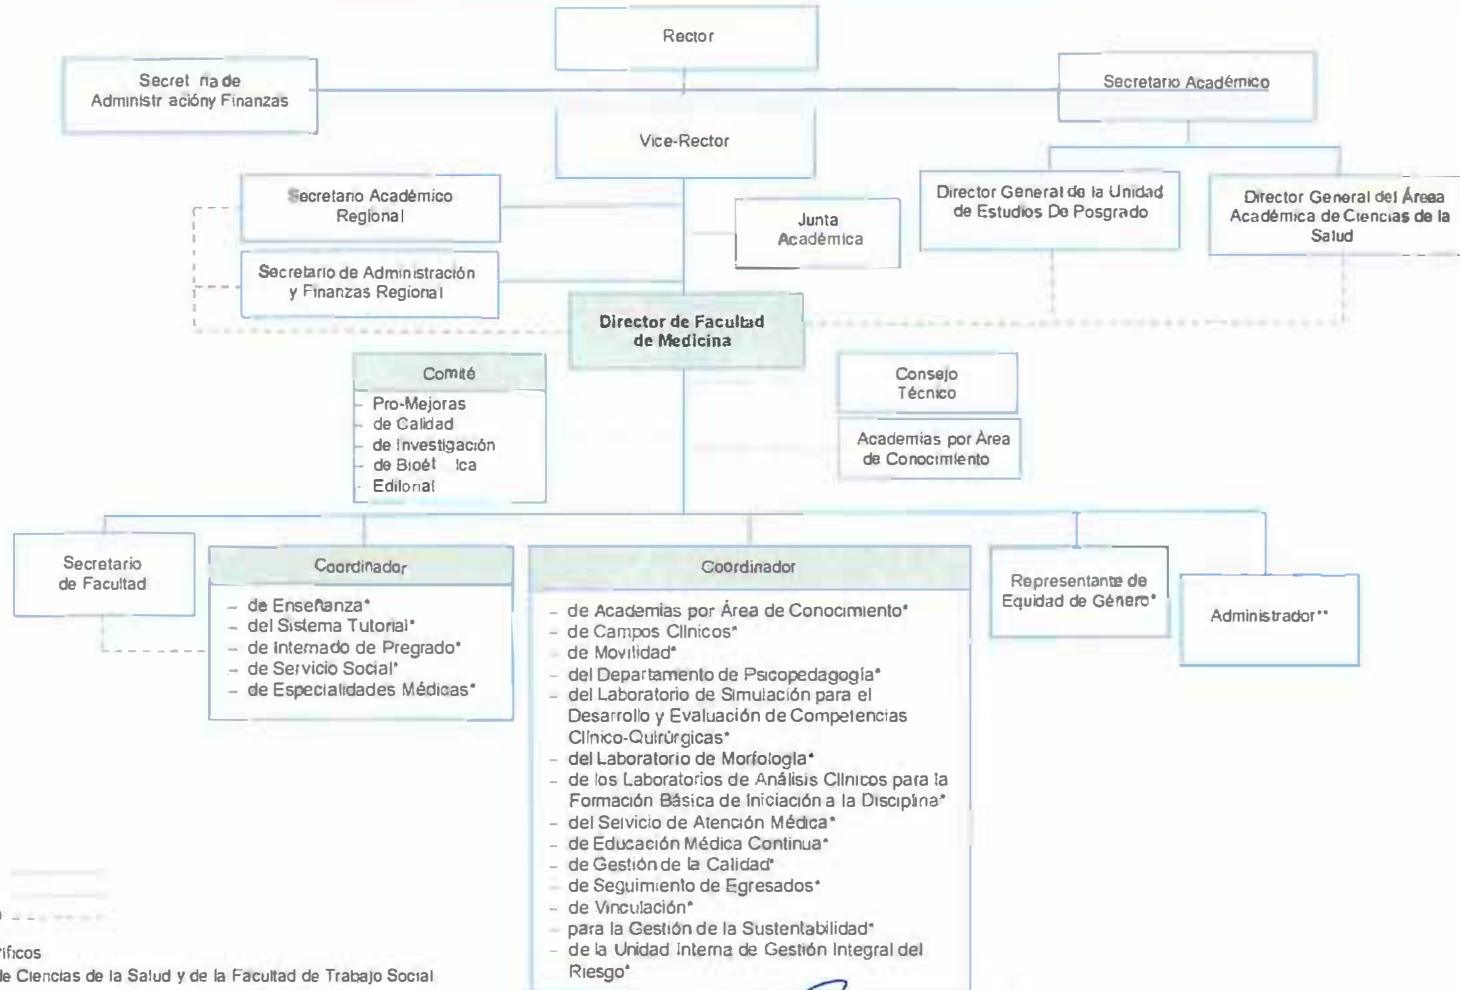 Rector
Secret ria de
Administr acióny Finanzas
Secretario Académico
Vice-Rector
Secretario Académico
Regional
Junta
Académica
Director General de la Unidad
de Estudios De Posgrado
Director General del Área
Académica de Ciencias de la
Salud
Secretario de Administración
y Finanzas Regional
Director de Facultad
de Medicina
Comité
- Pro-Mejoras
- de Calidad
- de Investigación
- de Bioét ica
- Editorial
Consejo
Técnico
Academias por Área
de Conocimiento
Secretario
de Facultad
Coordinador
- de Enseñanza*
- del Sistema Tutorial*
- de Internado de Pregrado*
- de Servicio Social*
- de Especialidades Médicas*
Coordinador
- de Academias por Área de Conocimiento*
- de Campos Clínicos*
- de Movilidad*
- del Departamento de Psicopedagogía*
- del Laboratorio de Simulación para el
Desarrollo y Evaluación de Competencias
Clínico-Quirúrgicas*
- del Laboratorio de Morfología*
- de los Laboratorios de Análisis Clínicos para la
Formación Básica de Iniciación a la Disciplina*
- del Servicio de Atención Médica*
- de Educación Médica Continua*
- de Gestión de la Calidad*
- de Seguimiento de Egresados*
- de Vinculación*
- para la Gestión de la Sustentabilidad*
- de la Unidad Interna de Gestión Integral del
Riesgo*
Representante de
Equidad de Género*
Administrador**
de Ciencias de la Salud y de la Facultad de Trabajo Social